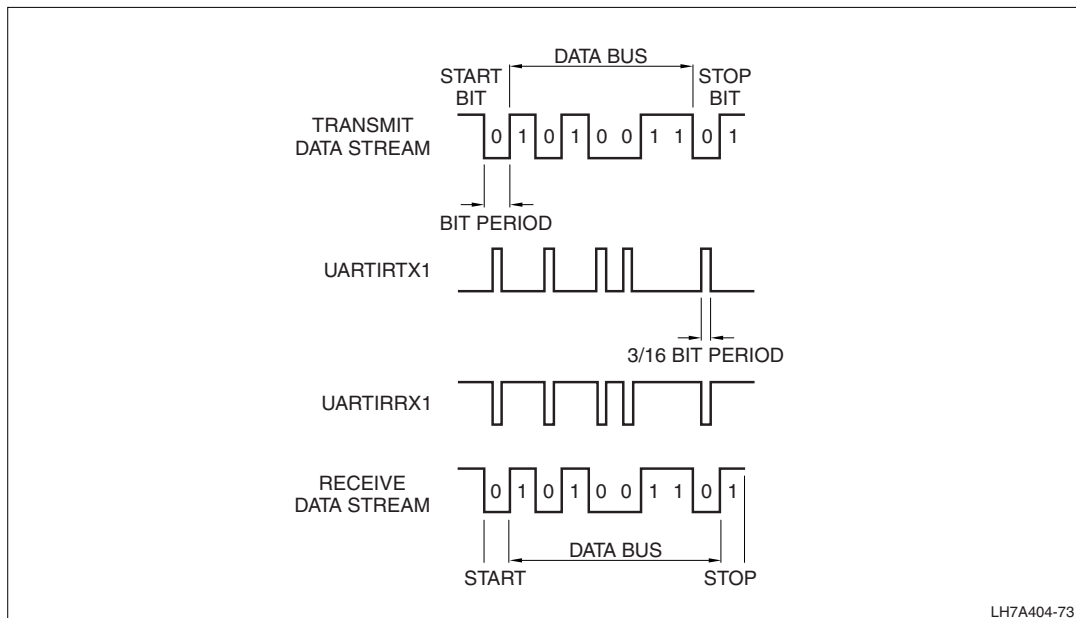 DATA BUS
START
BIT
STOP
BIT
TRANSMIT
DATA STREAM
0 1 0 1 0 0 1 1 0 1
BIT PERIOD
UARTIRTX1
3/16 BIT PERIOD
UARTIRRX1
RECEIVE
DATA STREAM
0 1 0 1 0 0 1 1 0 1
DATA BUS
START
STOP
LH7A404-73